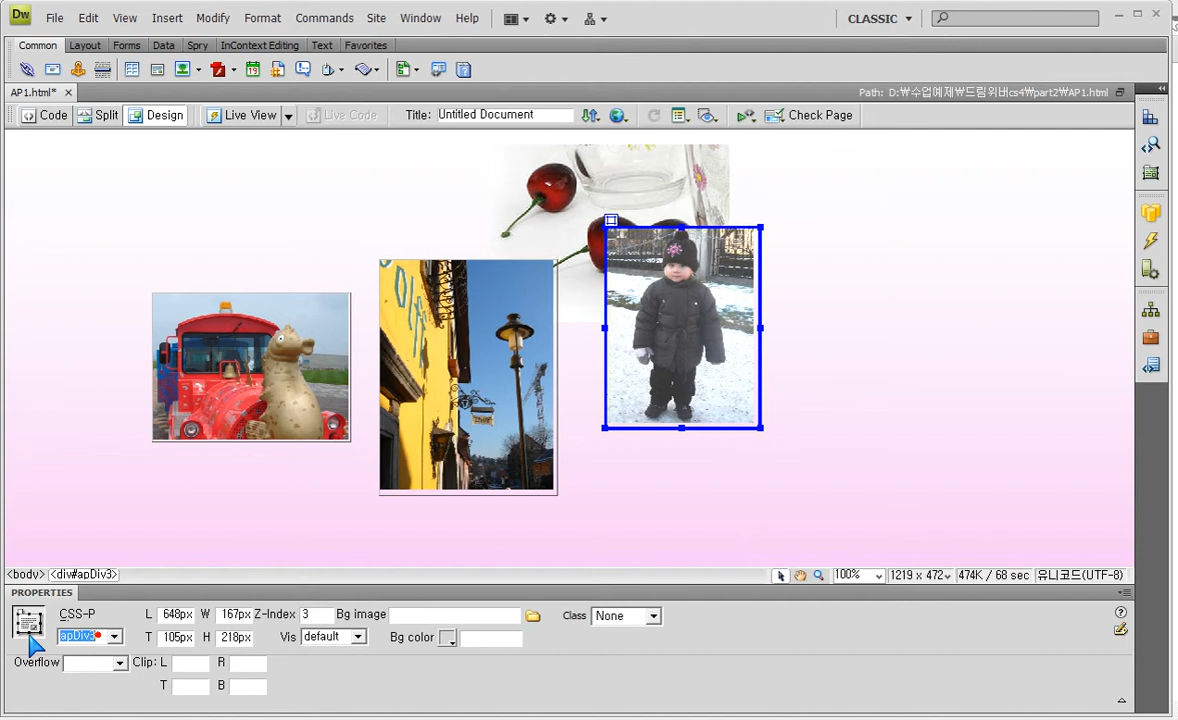 Dw File Edit View Insert Modify Format Commands Site Window Help CLASSIC
Common Layout Forms Data Spry InContext Editing Text Favorites
19
AP1.html* Path: D:₩수업예제₩드림위버cs4₩part2₩AP1.html
Code Split Design Live View Live Code Title: Untitled Document Check Page
<body> <div#apDiv3> 100% 1219 x 472 474K / 68 sec 유니코드(UTF-8)
PROPERTIES
CSS-P L 648px W 167px Z-Index 3 Bg image Class None
apDiv3 T 105px H 218px Vis default Bg color
Overflow Clip: L R
T B